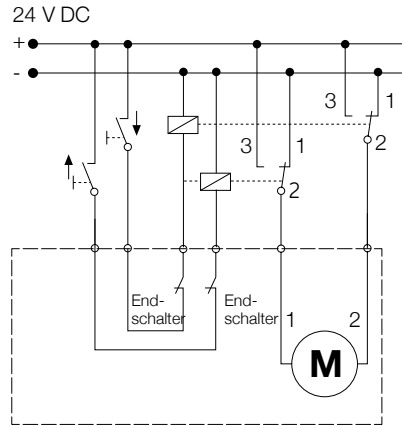 24 V DC
+
-
3 1
2
3 1
2
End-
schalter
End-
schalter
1 2
M